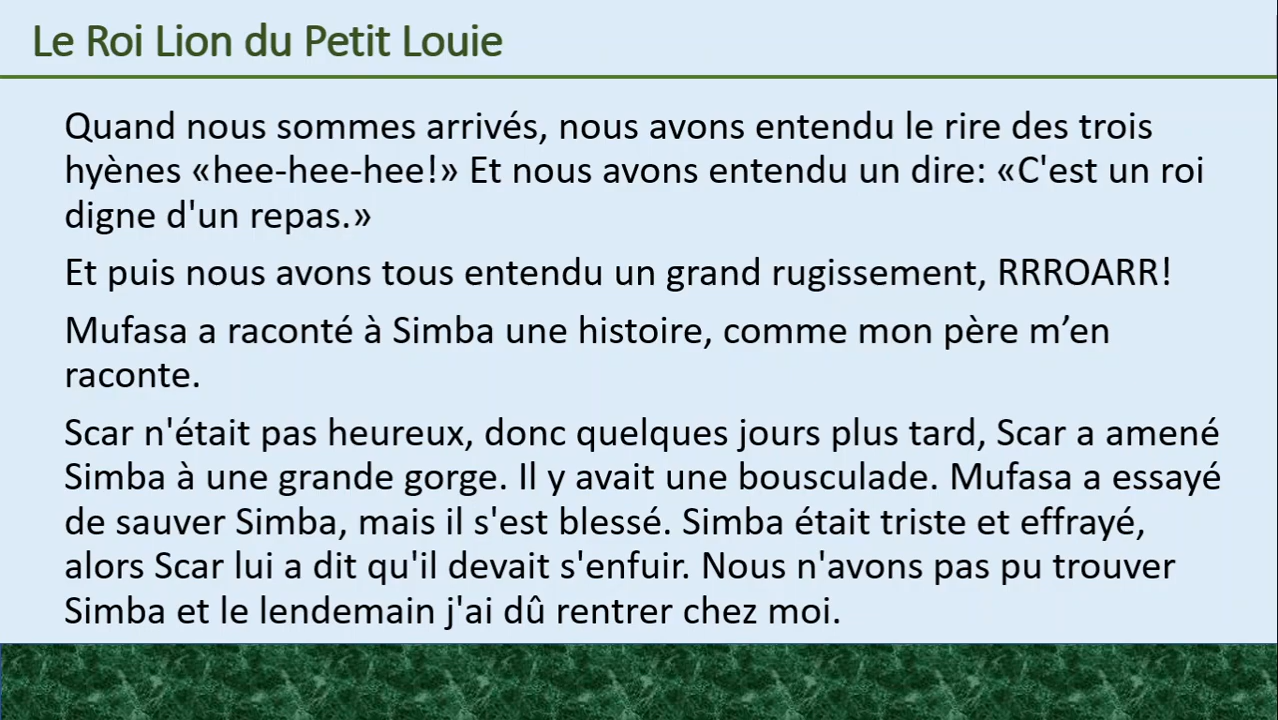 Le Roi Lion du Petit Louie
Quand nous sommes arrivés, nous avons entendu le rire des trois
hyènes «hee-hee-hee!» Et nous avons entendu un dire: «C'est un roi
digne d'un repas.»
Et puis nous avons tous entendu un grand rugissement, RRROARR!
Mufasa a raconté à Simba une histoire, comme mon père m’en
raconte.
Scar n'était pas heureux, donc quelques jours plus tard, Scar a amené
Simba à une grande gorge. Il y avait une bousculade. Mufasa a essayé
de sauver Simba, mais il s'est blessé. Simba était triste et effrayé,
alors Scar lui a dit qu'il devait s'enfuir. Nous n'avons pas pu trouver
Simba et le lendemain j'ai dû rentrer chez moi.